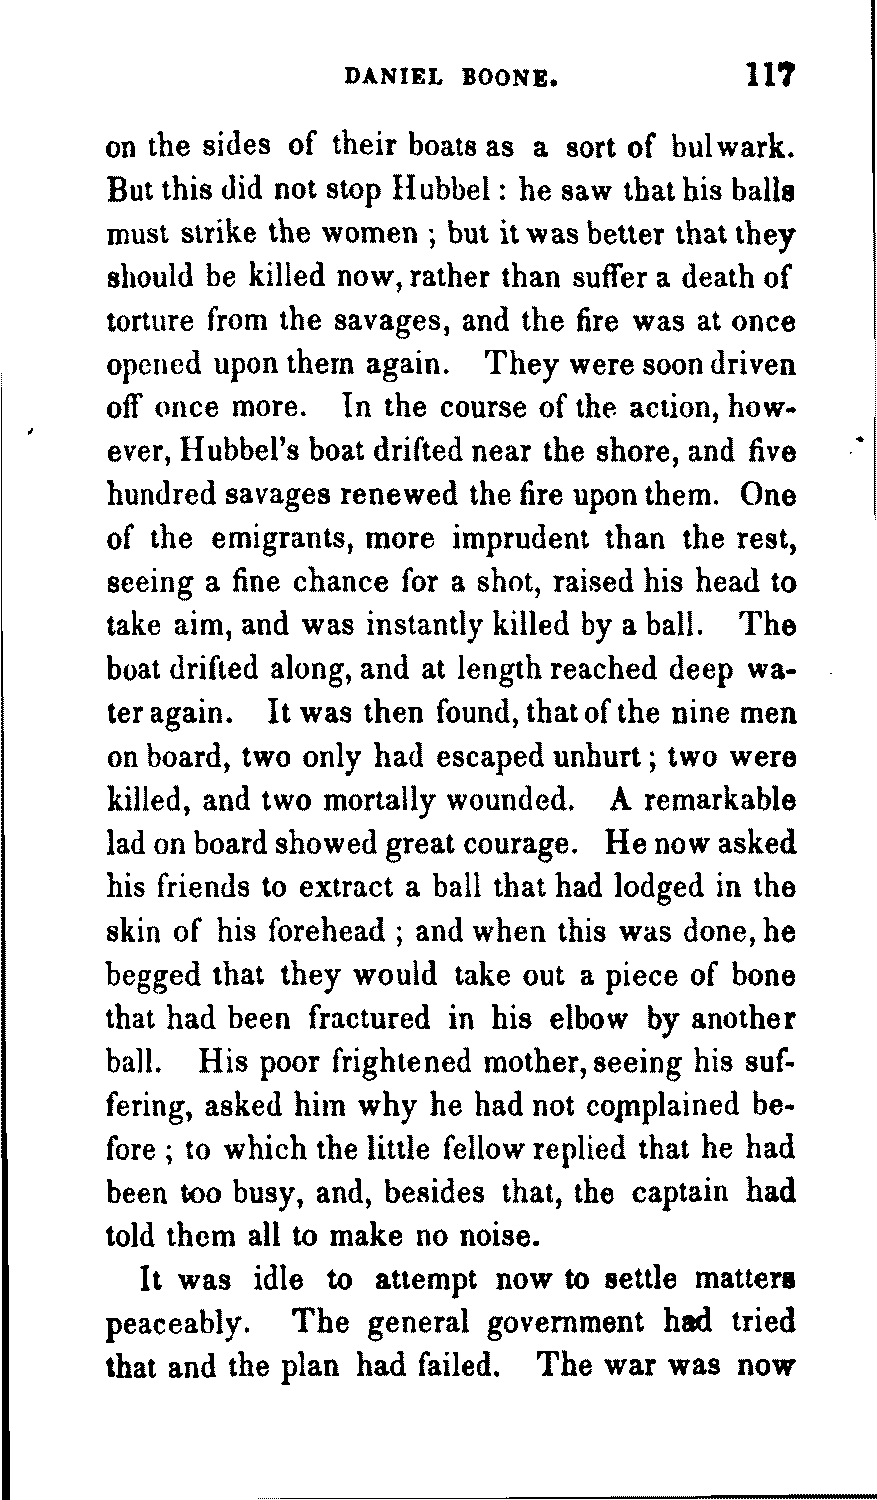 DANIEL BOONE. 117
on the sides of their boats as a sort of bulwark.
But this did not stop Hubbel : he saw that his balls
must strike the women ; but it was better that they
should be killed now, rather than suffer a death of
torture from the savages, and the fire was at once
opened upon them again. They were soon driven
off once more. In the course of the action, how-
ever, Hubbel's boat drifted near the shore, and five
hundred savages renewed the fire upon them. One
of the emigrants, more imprudent than the rest,
seeing a fine chance for a shot, raised his head to
take aim, and was instantly killed by a ball. The
boat drifted along, and at length reached deep wa-
ter again. It was then found, that of the nine men
on board, two only had escaped unhurt ; two were
killed, and two mortally wounded. A remarkable
lad on board showed great courage. He now asked
his friends to extract a ball that had lodged in the
skin of his forehead ; and when this was done, he
begged that they would take out a piece of bone
that had been fractured in his elbow by another
ball. His poor frightened mother, seeing his suf-
fering, asked him why he had not complained be-
fore ; to which the little fellow replied that he had
been too busy, and, besides that, the captain had
told them all to make no noise.
It was idle to attempt now to settle matters
peaceably. The general government had tried
that and the plan had failed. The war was now